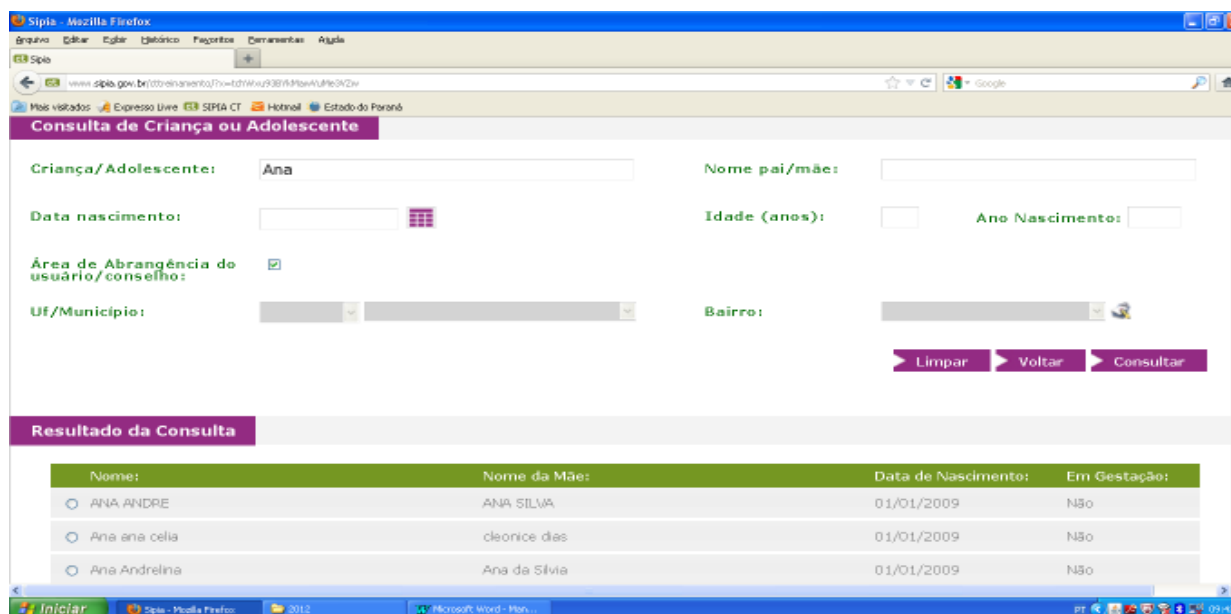 Sipia - Mozilla Firefox
Arquivo Editar Exibir Histórico Favoritos Ferramentas Ajuda
Sipia
Google
Mais visitados Expresso Livre SIPIA CT Hotmail Estado do Paraná
Consulta de Criança ou Adolescente
Criança/Adolescente: Ana Nome pai/mãe:
Data nascimento: Idade (anos): Ano Nascimento:
Área de Abrangência do
usuário/conselho:
Uf/Município: Bairro:
Limpar Voltar Consultar
Resultado da Consulta
Nome: Nome da Mãe: Data de Nascimento: Em Gestação:
ANA ANDRE ANA SILVA 01/01/2009 Não
Ana ana celia cleonice dias 01/01/2009 Não
Ana Andrelina Ana da Silvia 01/01/2009 Não
Iniciar Sipia - Mozilla Firefox 2012 Microsoft Word - Man... PT